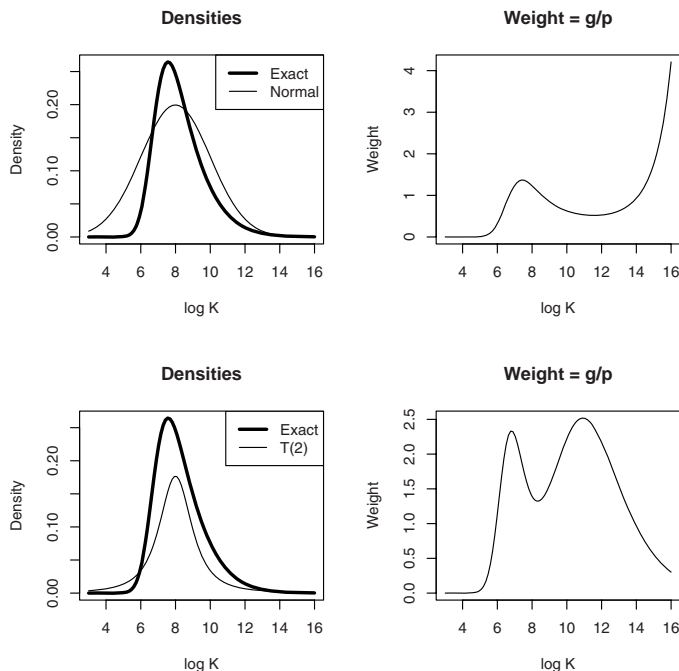 Densities
Density
0.00
0.10
0.20
Exact
Normal
4
6
8
10
12
14
16
log K
Weight = g/p
Weight
0
1
2
3
4
4
6
8
10
12
14
16
log K
Densities
Density
0.00
0.10
0.20
Exact
T(2)
4
6
8
10
12
14
16
log K
Weight = g/p
Weight
0.0
0.5
1.0
1.5
2.0
2.5
4
6
8
10
12
14
16
log K